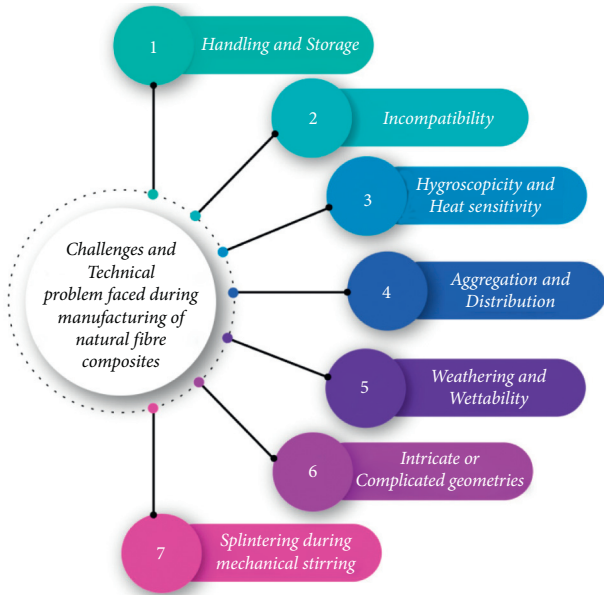 Challenges and
Technical
problem faced during
manufacturing of
natural fibre
composites
1
Handling and Storage
2
Incompatibility
3
Hygroscopicity and
Heat sensitivity
4
Aggregation and
Distribution
5
Weathering and
Wettability
6
Intricate or
Complicated geometries
7
Splintering during
mechanical stirring